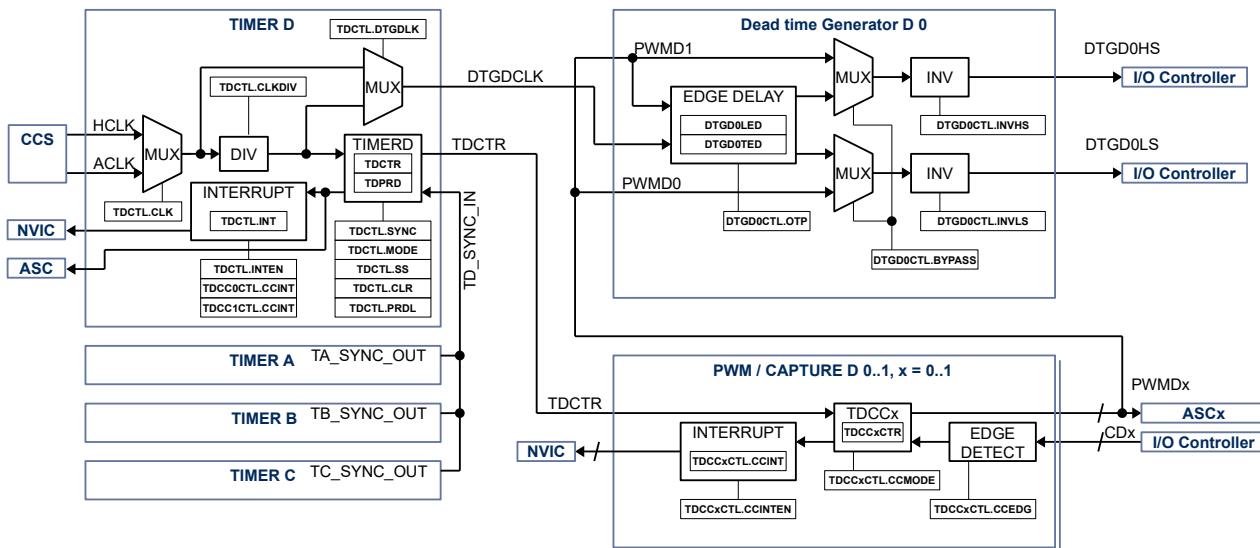 TIMER D
TDCTL.DTGDLK
TDCTL.CLKDIV
MUX
DTGDCLK
CCS
HCLK
ACLK
MUX
DIV
TIMERD
TDCTR
TDPRD
TDCTR
TDCTL.CLK
INTERRUPT
TDCTL.INT
NVIC
ASC
TDCTL.INTEN
TDCC0CTL.CCINT
TDCC1CTL.CCINT
TDCTL.SYNC
TDCTL.MODE
TDCTL.SS
TDCTL.CLR
TDCTL.PRDL
TD_SYNC_IN
TIMER A
TA_SYNC_OUT
TIMER B
TB_SYNC_OUT
TIMER C
TC_SYNC_OUT
Dead time Generator D 0
PWMD1
EDGE DELAY
DTGD0LED
DTGD0TED
PWMD0
DTGD0CTL.OTP
MUX
INV
DTGD0CTL.INVHS
MUX
INV
DTGD0CTL.INVLS
DTGD0CTL.BYPASS
DTGD0HS
I/O Controller
DTGD0LS
I/O Controller
PWM / CAPTURE D 0..1, x = 0..1
TDCTR
TDCCx
TDCCxCTR
INTERRUPT
TDCCxCTL.CCINT
NVIC
EDGE
DETECT
TDCCxCTL.CCMODE
TDCCxCTL.CCINTEN
TDCCxCTL.CCEDG
PWMDx
ASCx
CDx
I/O Controller